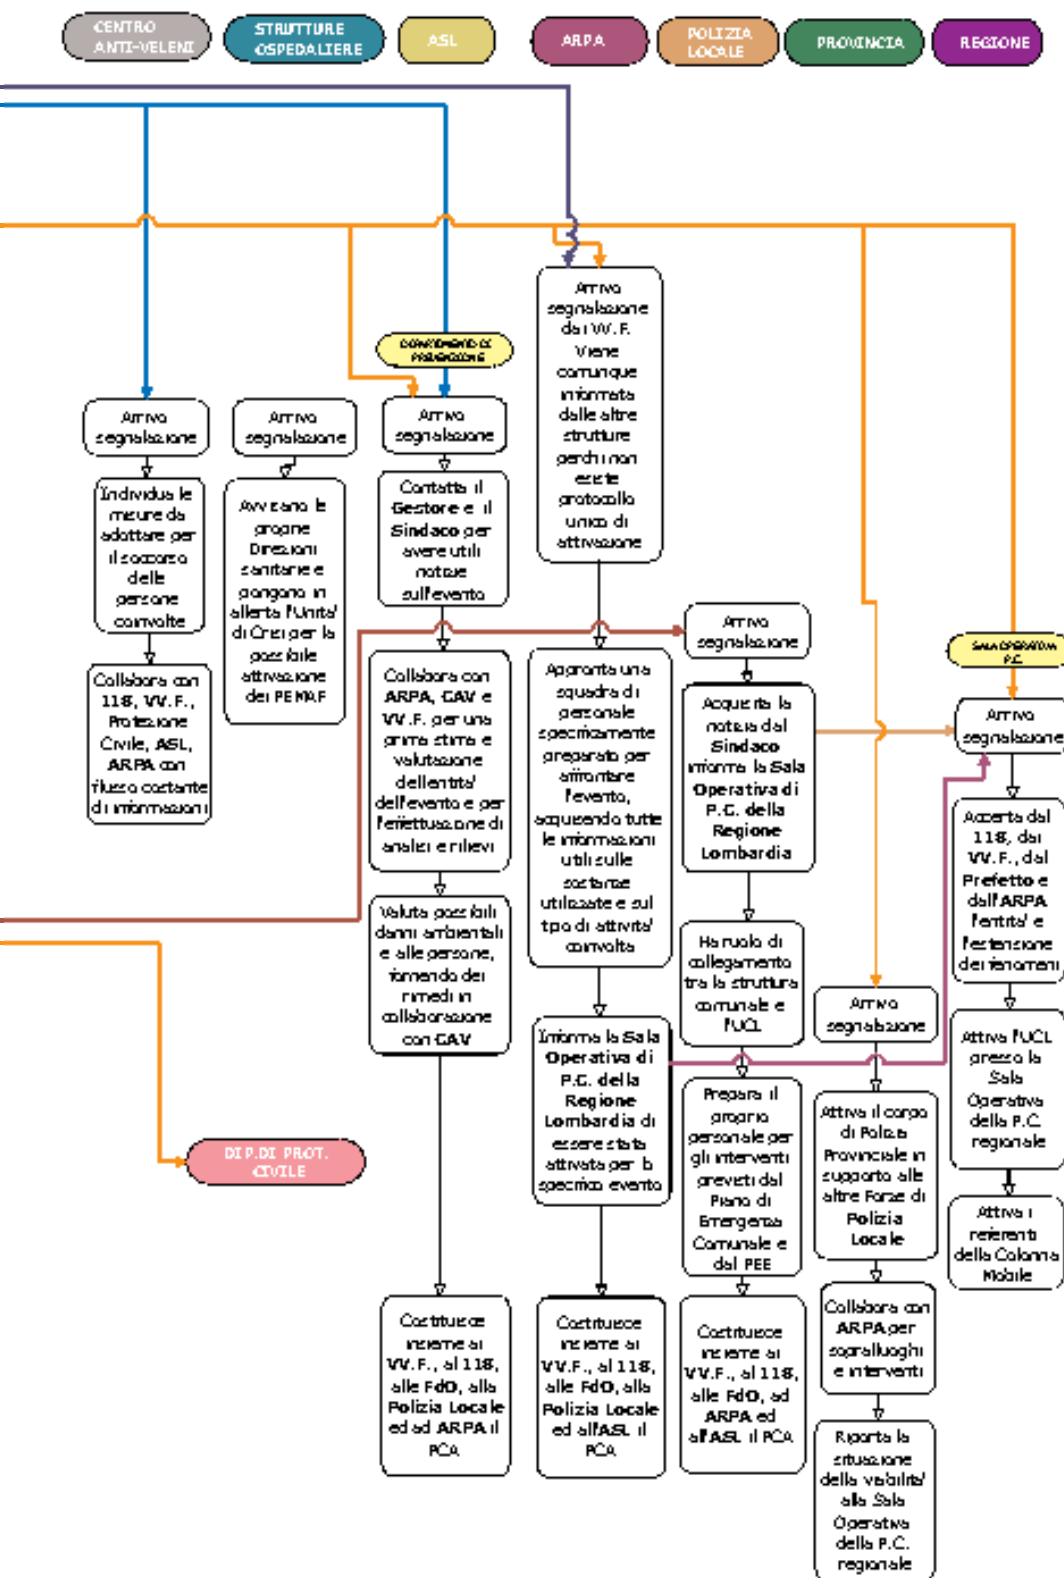 CENTRO
ANTI-VELENI
STRUTTURE
OSPEDALIERE
ASL
ARPA
POLIZIA
LOCALE
PROVINCIA
REGIONE
DIPARTIMENTO DI
PREVENZIONE
SALA OPERATIVA
P.C.
DIP.DI PROT.
CIVILE
Arrivo
segnalazione
Individua le
misure da
adottare per
il soccorso
delle
persone
coinvolte
Collabora con
118, VV.F.,
Protezione
Civile, ASL,
ARPA con
flusso costante
di informazioni
Arrivo
segnalazione
Avvisano le
proprie
Direzioni
sanitarie e
pongono in
allerta l'Unita'
di Crisi per la
possibile
attivazione
dei PEMAF
Arrivo
segnalazione
Contatta il
Gestore e il
Sindaco per
avere utili
notizie
sull'evento
Collabora con
ARPA, CAV e
VV.F. per una
prima stima e
valutazione
dell'entita'
dell'evento e per
l'effettuazione di
analisi e rilievi
Valuta possibili
danni ambientali
e alle persone,
fornendo dei
rimedi in
collaborazione
con CAV
Costituisce
insieme ai
VV.F., al 118,
alle FdO, alla
Polizia Locale
ed ad ARPA il
PCA
Arriva
segnalazione
dai VV.F.
Viene
comunque
informata
dalle altre
strutture
perchi non
esiste
protocollo
unico di
attivazione
Appronta una
squadra di
personale
specificamente
preparato per
affrontare
l'evento,
acquisendo tutte
le informazioni
utili sulle
sostanze
utilizzate e sul
tipo di attivita'
coinvolta
Informa la Sala
Operativa di
P.C. della
Regione
Lombardia di
essere stata
attivata per lo
specifico evento
Costituisce
insieme ai
VV.F., al 118,
alle FdO, alla
Polizia Locale
ed all'ASL il
PCA
Arrivo
segnalazione
Acquisita la
notizia dal
Sindaco
informa la Sala
Operativa di
P.C. della
Regione
Lombardia
Ha ruolo di
collegamento
tra la struttura
comunale e
l'UCL
Prepara il
proprio
personale per
gli interventi
previsti dal
Piano di
Emergenza
Comunale e
dal PEE
Costituisce
insieme ai
VV.F., al 118,
alle FdO, ad
ARPA ed
all'ASL il PCA
Arrivo
segnalazione
Attiva il corpo
di Polizia
Provinciale in
supporto alle
altre Forze di
Polizia
Locale
Collabora con
ARPA per
sopralluoghi
e interventi
Riporta la
situazione
della viabilita'
alla Sala
Operativa
della P.C.
regionale
Arrivo
segnalazione
Accerta dal
118, dai
VV.F., dal
Prefetto e
dall'ARPA
l'entita' e
l'estensione
dei fenomeni
Attiva l'UCL
presso la
Sala
Operativa
della P.C.
regionale
Attiva i
referenti
della Colonna
Mobile